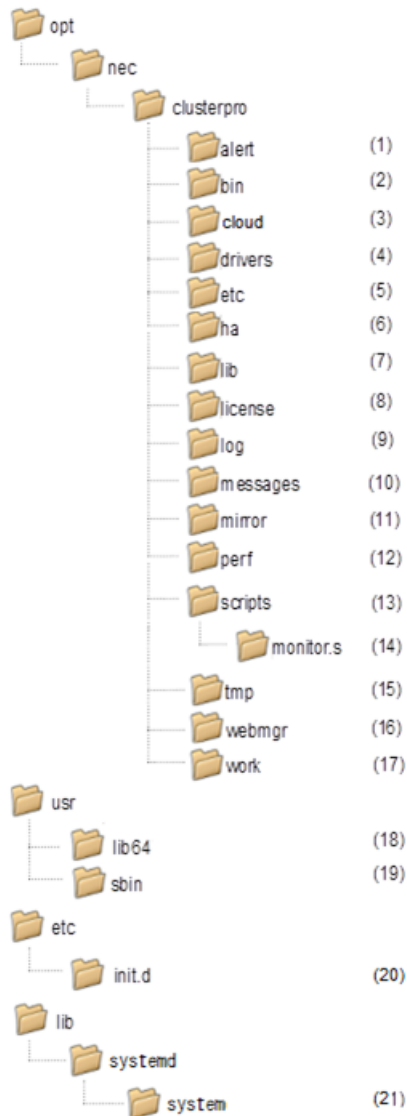 opt
nec
clusterpro
alert (1)
bin (2)
cloud (3)
drivers (4)
etc (5)
ha (6)
lib (7)
license (8)
log (9)
messages (10)
mirror (11)
perf (12)
scripts (13)
monitor.s (14)
tmp (15)
webmgr (16)
work (17)
usr
lib64 (18)
sbin (19)
etc
init.d (20)
lib
systemd
system (21)